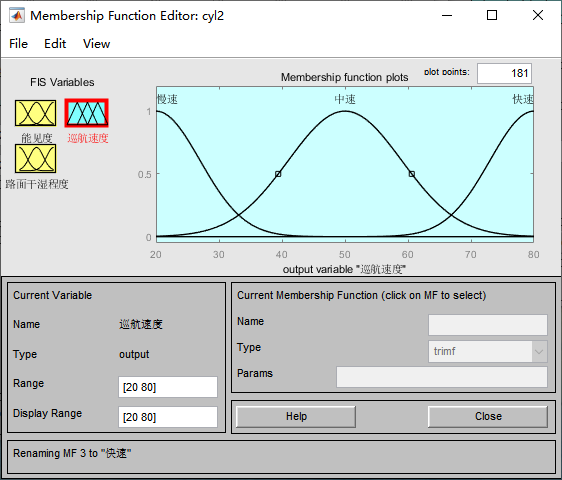 Membership Function Editor: cyl2
File Edit View
FIS Variables
能见度
巡航速度
路面干湿程度
Membership function plots
plot points:
181
慢速
中速
快速
1
0.5
0
20 30 40 50 60 70 80
output variable "巡航速度"
Current Variable
Name 巡航速度
Type output
Range [20 80]
Display Range [20 80]
Current Membership Function (click on MF to select)
Name
Type trimf
Params
Help Close
Renaming MF 3 to "快速"